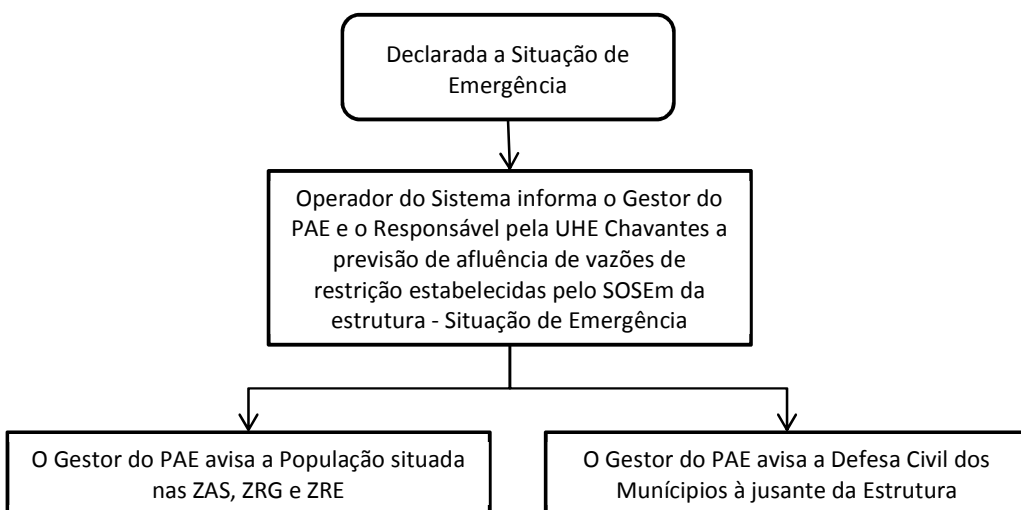 Declarada a Situação de
Emergência
Operador do Sistema informa o Gestor do
PAE e o Responsável pela UHE Chavantes a
previsão de afluência de vazões de
restrição estabelecidas pelo SOSEm da
estrutura - Situação de Emergência
O Gestor do PAE avisa a População situada
nas ZAS, ZRG e ZRE
O Gestor do PAE avisa a Defesa Civil dos
Munícipios à jusante da Estrutura